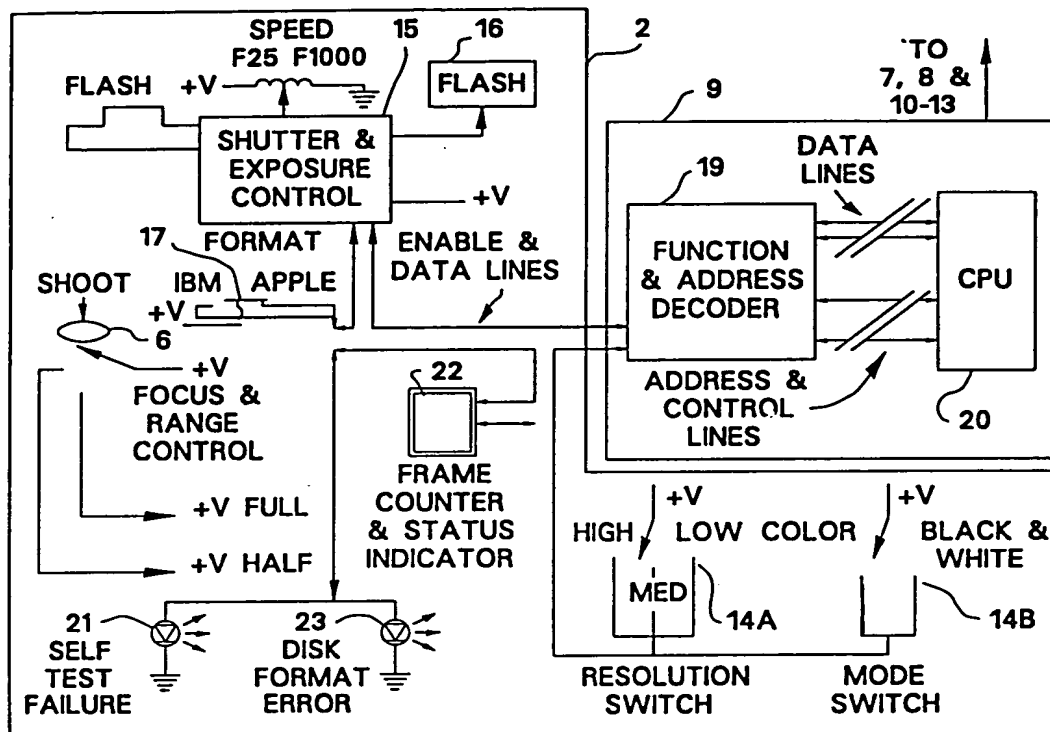 SPEED
F25 F1000
15
16
2
TO
7, 8 &
10-13
FLASH
+V
FLASH
9
SHUTTER &
EXPOSURE
CONTROL
DATA
LINES
19
+V
FUNCTION
& ADDRESS
DECODER
CPU
17
FORMAT
ENABLE &
DATA LINES
IBM APPLE
SHOOT
+V
6
+V
FOCUS &
RANGE
CONTROL
22
ADDRESS &
CONTROL
LINES
20
FRAME
COUNTER
& STATUS
INDICATOR
+V FULL
+V HALF
+V
+V
HIGH
LOW
COLOR
BLACK &
WHITE
MED
14A
14B
21
SELF
TEST
FAILURE
23
DISK
FORMAT
ERROR
RESOLUTION
SWITCH
MODE
SWITCH